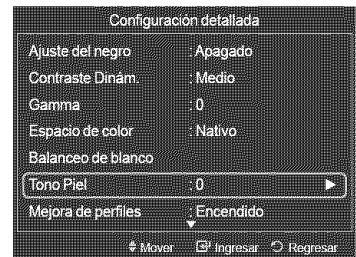 Configuración detallada
Ajuste del negro : Apagado
Contraste Dinám. : Medio
Gamma : 0
Espacio de color : Nativo
Balanceo de blanco
Tono Piel : 0
Mejora de perfiles : Encendido
Mover Ingresar Regresar